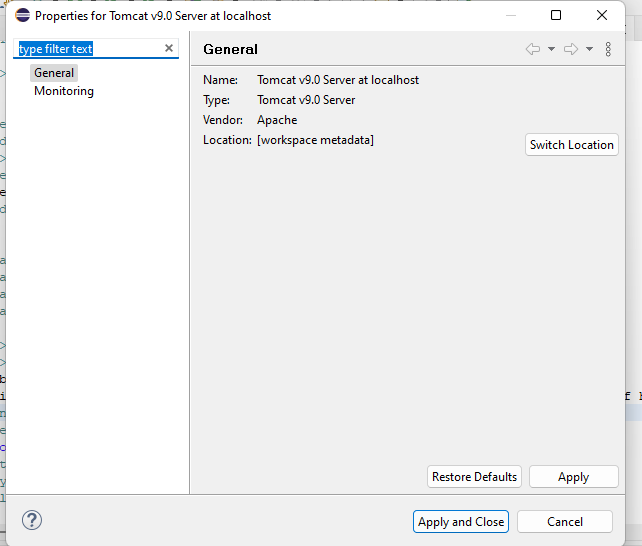 Properties for Tomcat v9.0 Server at localhost
type filter text
General
Monitoring
General
Name: Tomcat v9.0 Server at localhost
Type: Tomcat v9.0 Server
Vendor: Apache
Location: [workspace metadata]
Switch Location
Restore Defaults
Apply
Apply and Close
Cancel